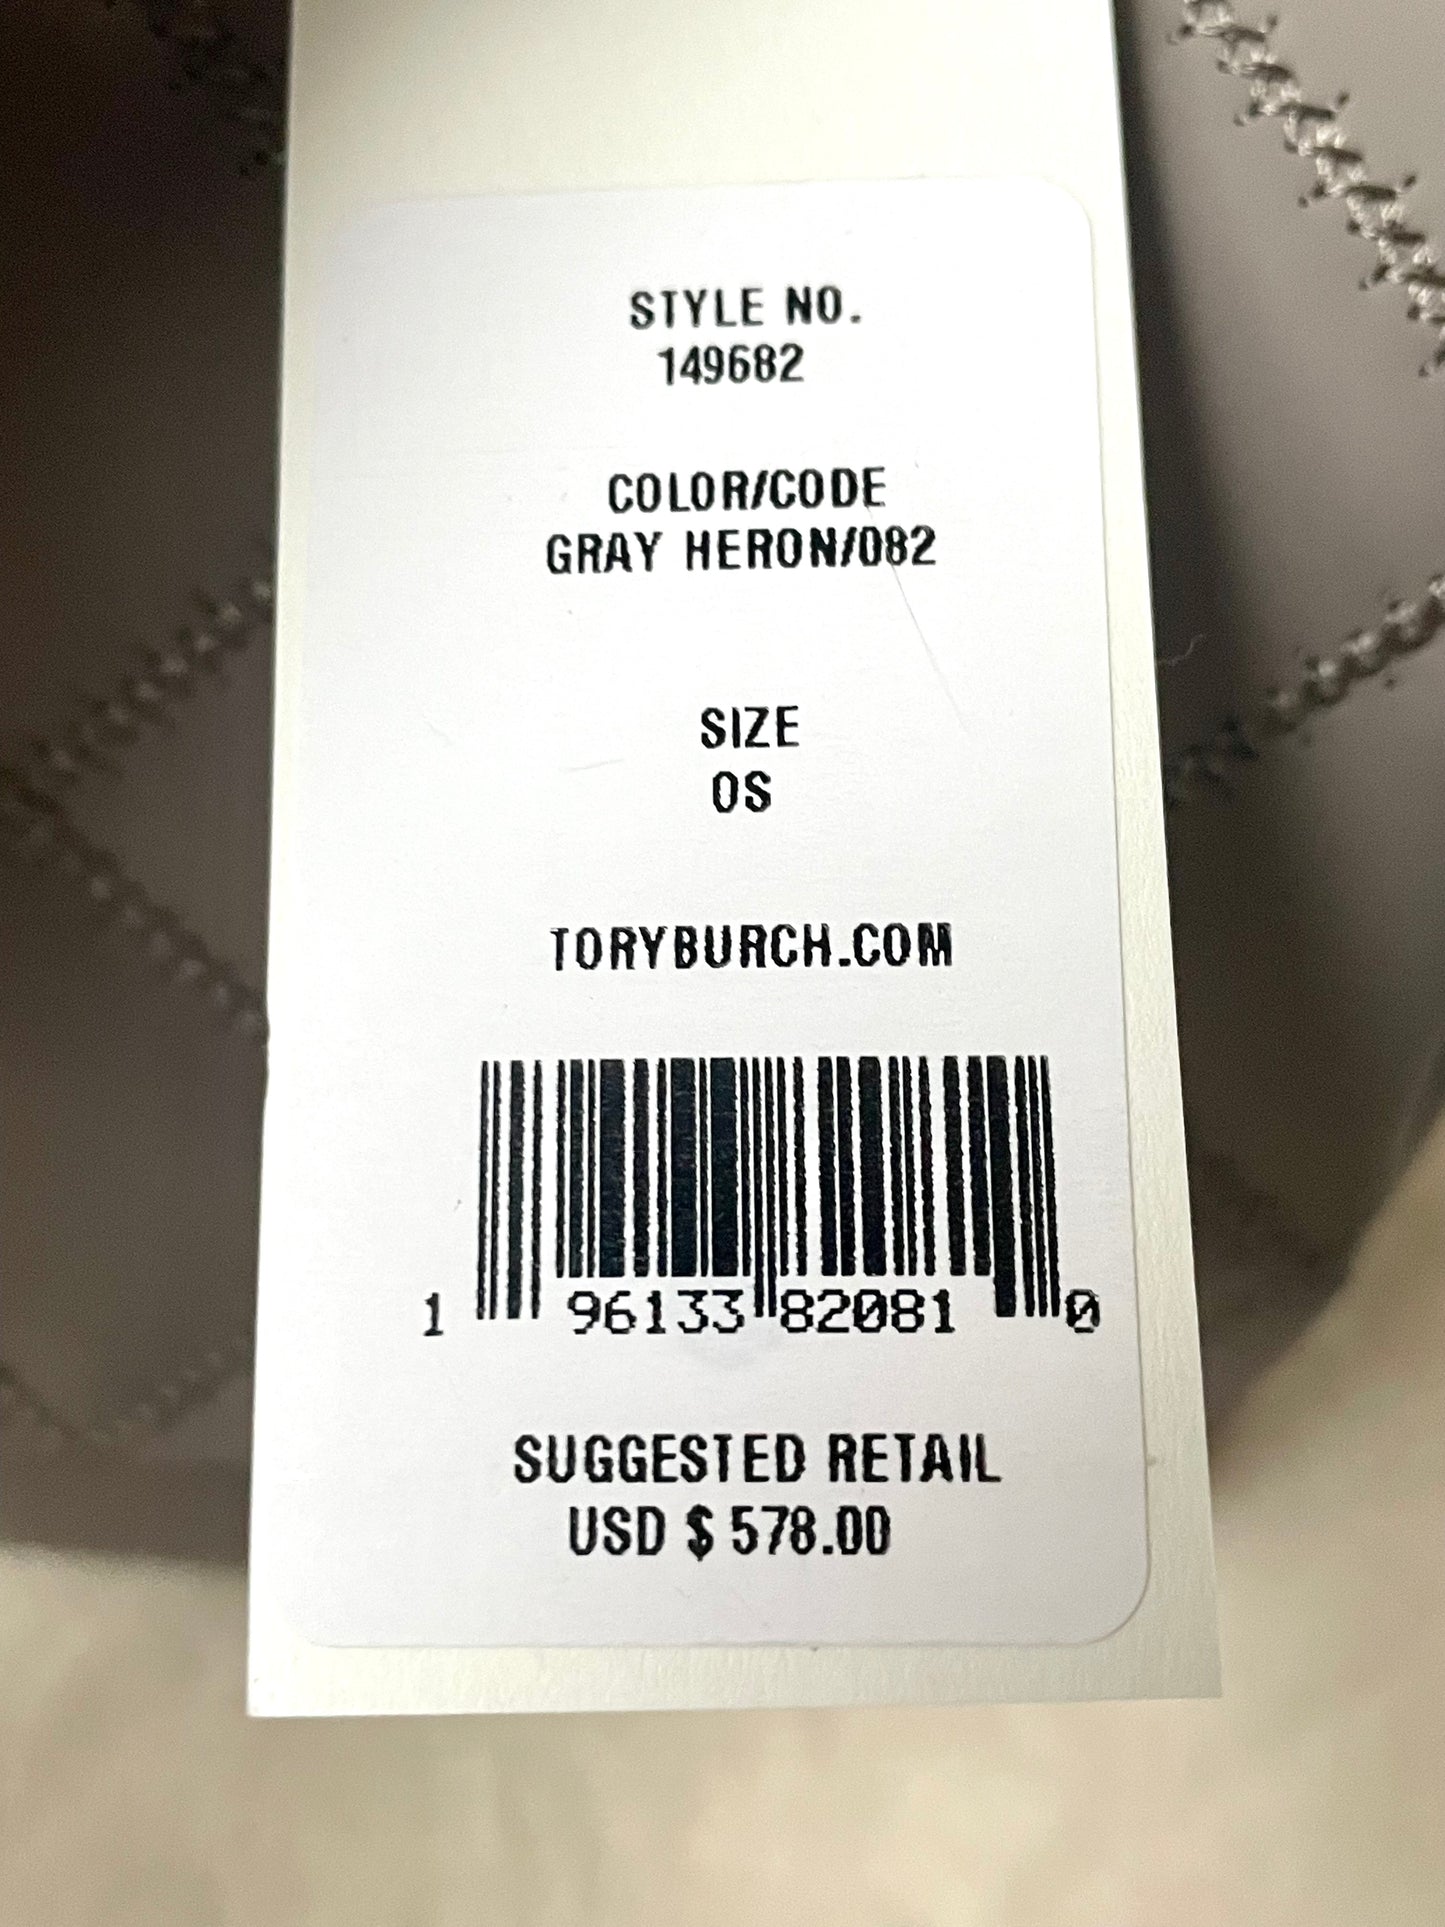 STYLE NO.
149682
COLOR/CODE
GRAY HERON/082
SIZE
OS
TORYBURCH.COM
1 96133 82081 0
SUGGESTED RETAIL
USD $ 578.00